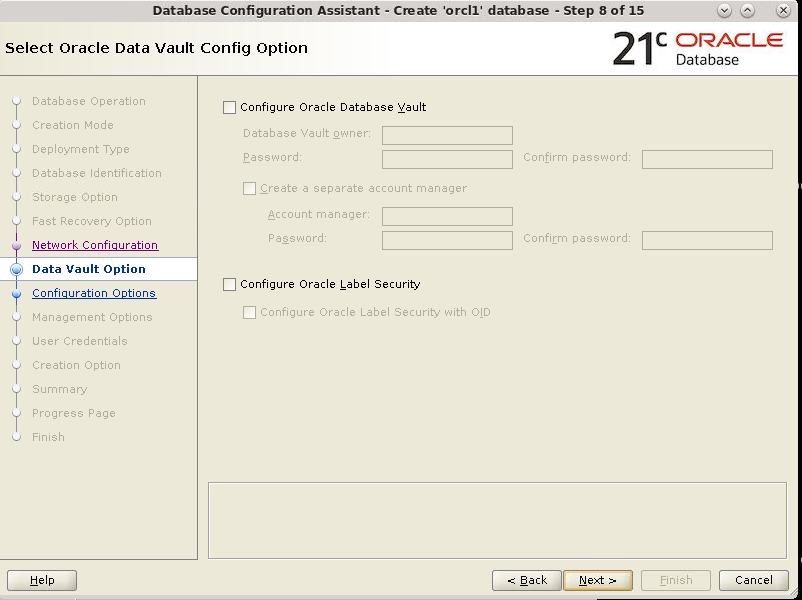 Database Configuration Assistant - Create 'orcl1' database - Step 8 of 15
Select Oracle Data Vault Config Option
21c ORACLE
Database
Database Operation
Creation Mode
Deployment Type
Database Identification
Storage Option
Fast Recovery Option
Network Configuration
Data Vault Option
Configuration Options
Management Options
User Credentials
Creation Option
Summary
Progress Page
Finish
Configure Oracle Database Vault
Database Vault owner:
Password: Confirm password:
Create a separate account manager
Account manager:
Password: Confirm password:
Configure Oracle Label Security
Configure Oracle Label Security with OID
Help < Back Next > Finish Cancel